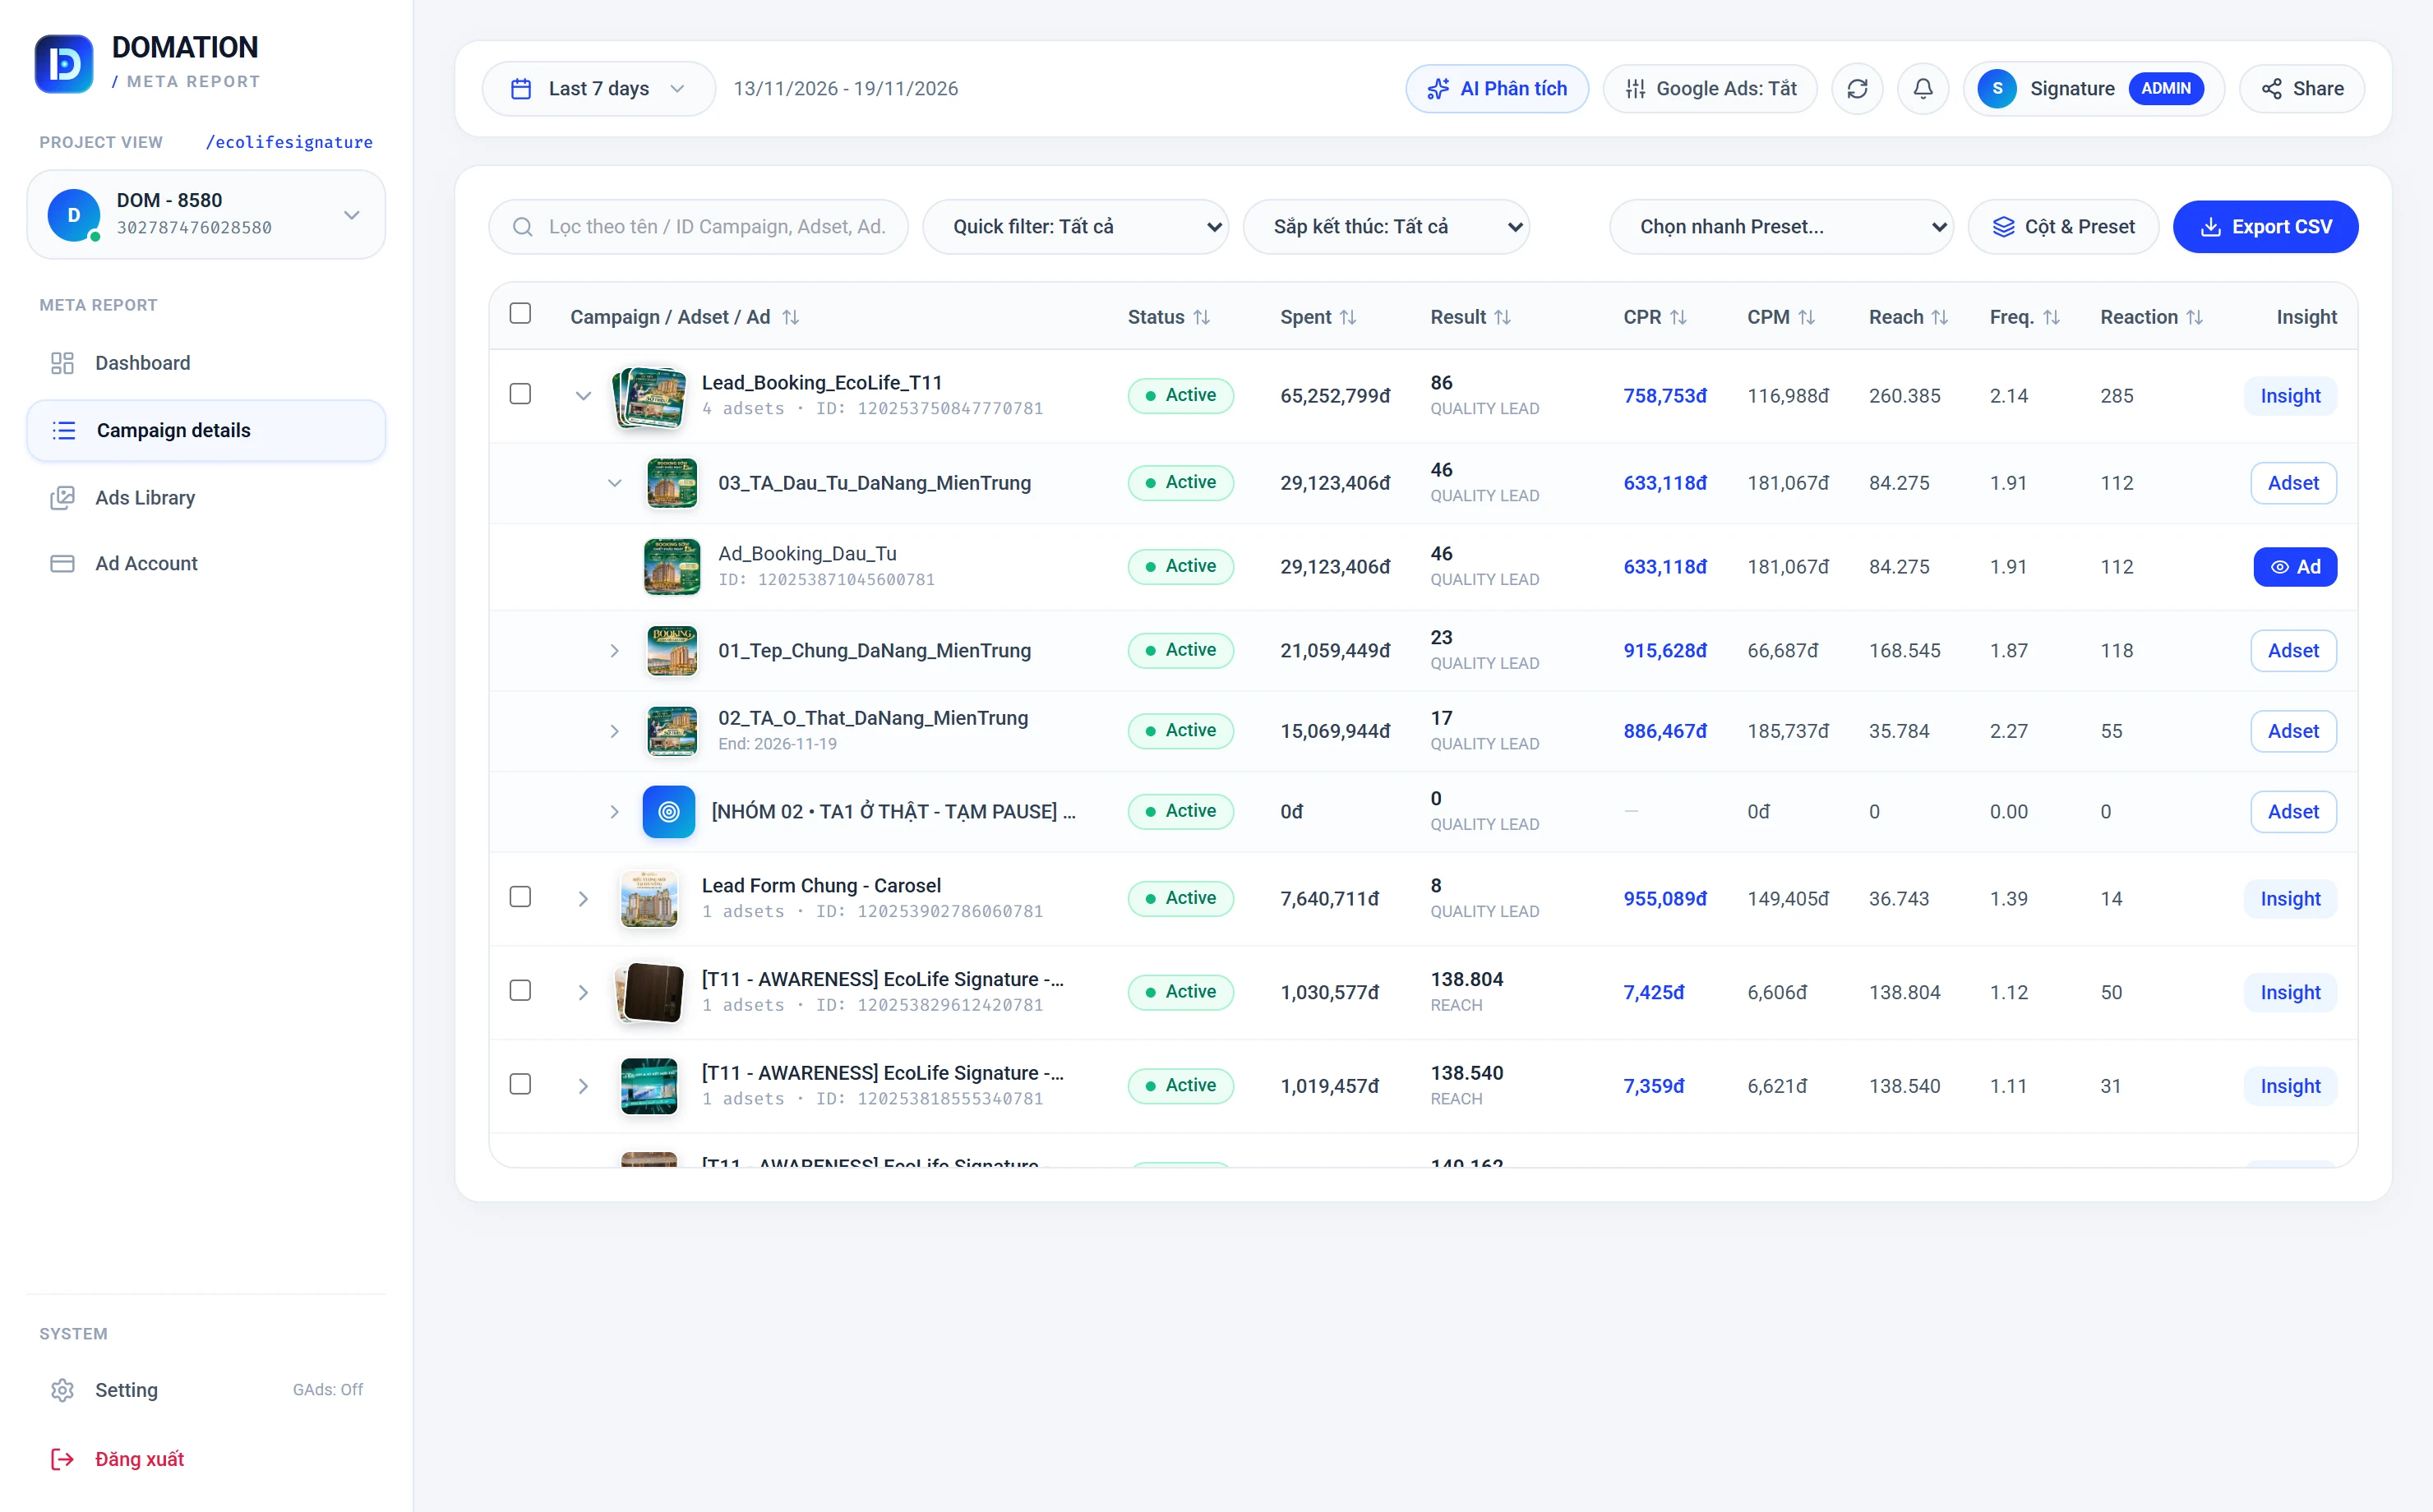 DOMATION
/ META REPORT
PROJECT VIEW /ecolifesignature
D DOM - 8580
302787476028580
META REPORT
Dashboard
Campaign details
Ads Library
Ad Account
SYSTEM
Setting GAds: Off
Đăng xuất
Last 7 days 13/11/2026 - 19/11/2026 AI Phân tích Google Ads: Tắt S Signature ADMIN Share
Lọc theo tên / ID Campaign, Adset, Ad. Quick filter: Tất cả Sắp kết thúc: Tất cả Chọn nhanh Preset... Cột & Preset Export CSV
Campaign / Adset / Ad Status Spent Result CPR CPM Reach Freq. Reaction Insight
Lead_Booking_EcoLife_T11 Active 65,252,799đ 86 758,753đ 116,988đ 260.385 2.14 285 Insight
4 adsets · ID: 120253750847770781 QUALITY LEAD
03_TA_Dau_Tu_DaNang_MienTrung Active 29,123,406đ 46 633,118đ 181,067đ 84.275 1.91 112 Adset
QUALITY LEAD
Ad_Booking_Dau_Tu Active 29,123,406đ 46 633,118đ 181,067đ 84.275 1.91 112 Ad
ID: 120253871045600781 QUALITY LEAD
BOOKING
01_Tep_Chung_DaNang_MienTrung Active 21,059,449đ 23 915,628đ 66,687đ 168.545 1.87 118 Adset
QUALITY LEAD
02_TA_O_That_DaNang_MienTrung Active 15,069,944đ 17 886,467đ 185,737đ 35.784 2.27 55 Adset
End: 2026-11-19 QUALITY LEAD
[NHÓM 02 • TA1 Ở THẬT - TẠM PAUSE] ... Active 0đ 0 — 0đ 0 0.00 0 Adset
QUALITY LEAD
Lead Form Chung - Carosel Active 7,640,711đ 8 955,089đ 149,405đ 36.743 1.39 14 Insight
1 adsets · ID: 120253902786060781 QUALITY LEAD
[T11 - AWARENESS] EcoLife Signature -... Active 1,030,577đ 138.804 7,425đ 6,606đ 138.804 1.12 50 Insight
1 adsets · ID: 120253829612420781 REACH
[T11 - AWARENESS] EcoLife Signature -... Active 1,019,457đ 138.540 7,359đ 6,621đ 138.540 1.11 31 Insight
1 adsets · ID: 120253818555340781 REACH
[T11 - AWARENESS] EcoLife Signature - 140.162